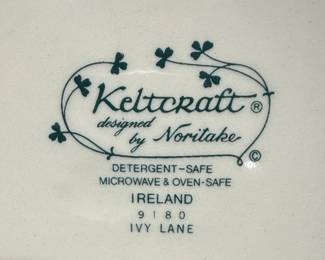 Keltcraft ®
designed
by Noritake
©
DETERGENT-SAFE
MICROWAVE & OVEN-SAFE
IRELAND
9180
IVY LANE